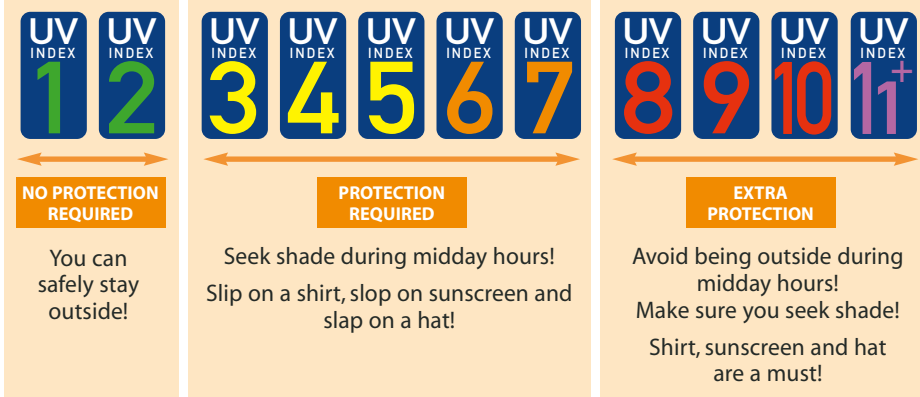 UV
INDEX
1
UV
INDEX
2
NO PROTECTION
REQUIRED
You can
safely stay
outside!
UV
INDEX
3
UV
INDEX
4
UV
INDEX
5
UV
INDEX
6
UV
INDEX
7
PROTECTION
REQUIRED
Seek shade during midday hours!
Slip on a shirt, slop on sunscreen and
slap on a hat!
UV
INDEX
8
UV
INDEX
9
UV
INDEX
10
UV
INDEX
11+
EXTRA
PROTECTION
Avoid being outside during
midday hours!
Make sure you seek shade!
Shirt, sunscreen and hat
are a must!